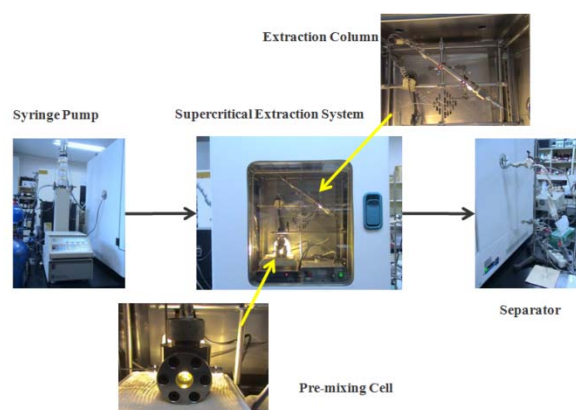 Extraction Column
Syringe Pump
Supercritical Extraction System
Separator
Pre-mixing Cell